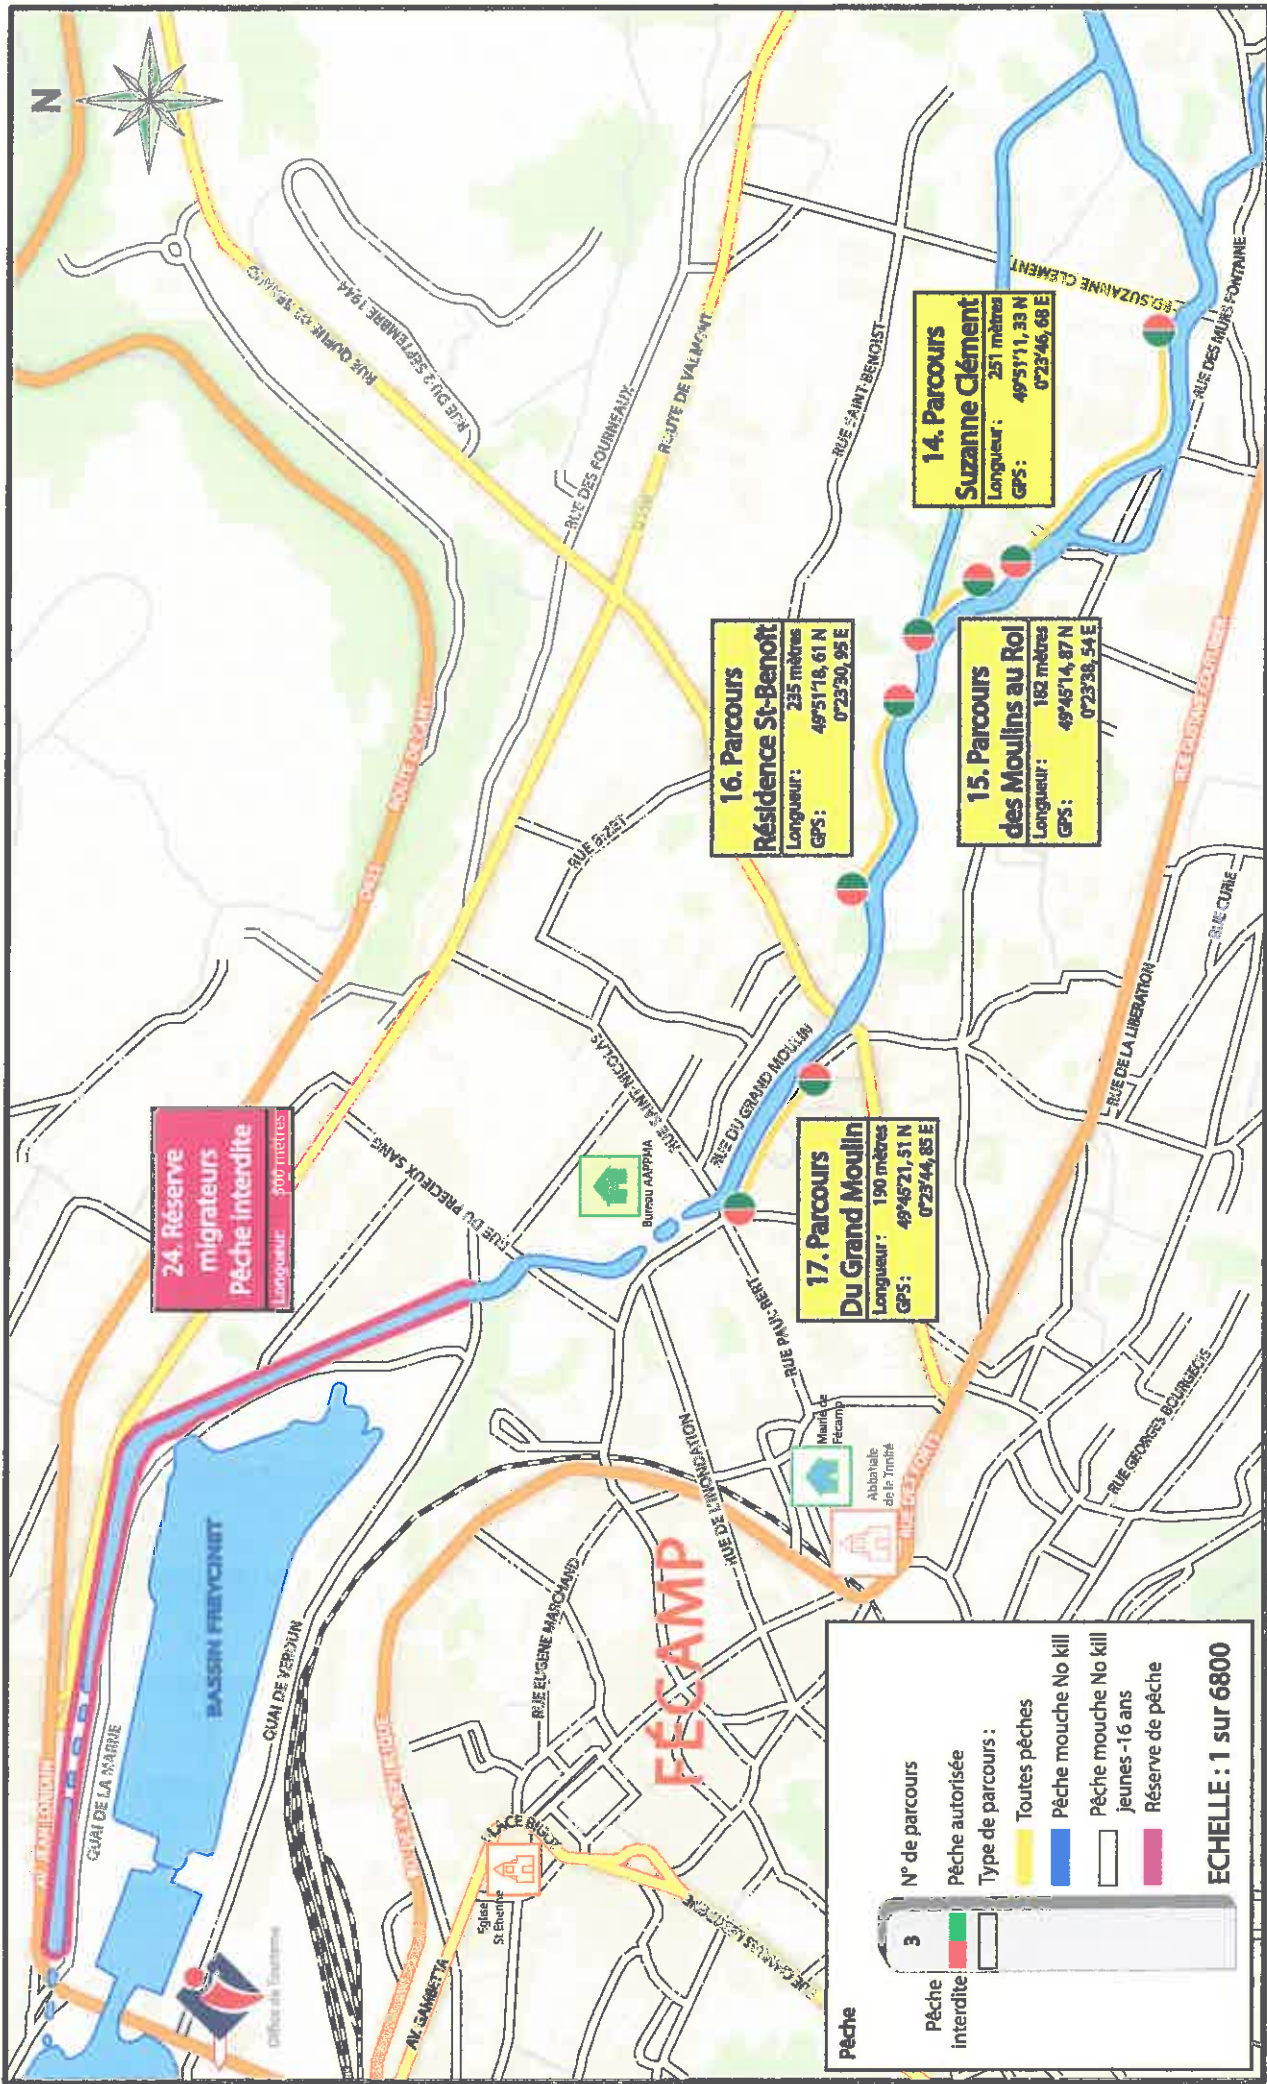 N
24. Réserve
migrateurs
Pêche interdite
Longueur: 500 mètres
14. Parcours
Suzanne Clément
Longueur : 251 mètres
GPS : 49°51'11, 33 N
0°23'46, 68 E
16. Parcours
Résidence St-Benoît
Longueur : 235 mètres
GPS : 49°51'18, 61 N
0°23'30, 95 E
15. Parcours
des Moulins au Roi
Longueur : 182 mètres
GPS : 49°46'14, 87 N
0°23'38, 54 E
17. Parcours
Du Grand Moulin
Longueur : 190 mètres
GPS : 49°46'21, 51 N
0°23'44, 85 E
RUE DU 2 SEPTEMBRE 1944
RUE DES FOURNEAUX
ROUTE DE VALMONT
RUE SAINT-BENOIST
BD. SUZANNE CLEMENT
RUE DES MURS FONTAINE
ROUTE DE CANY
RUE BIZET
RUE SAINT-NICOLAS
RUE DU GRAND MOULIN
RUE DU PRECIEUX SANG
Bureau AAPPMA
RUE PAUL BERT
RUE DE LA LIBERATION
RUE CURIE
RUE GEORGES BOURGEOIS
RUE DE L'INONDATION
Mairie de
Fécamp
Abbatiale
de la Trinité
FÉCAMP
BASSIN FREYCINET
QUAI DE VERDUN
QUAI DE LA MARNE
RUE EUGENE MARCHAND
PLACE BIGOT
Eglise
St Etienne
AV. GAMBETTA
Office de Tourisme
Pêche
3
N° de parcours
Pêche
interdite
Pêche autorisée
Type de parcours :
Toutes pêches
Pêche mouche No kill
Pêche mouche No kill
jeunes -16 ans
Réserve de pêche
ECHELLE : 1 sur 6800